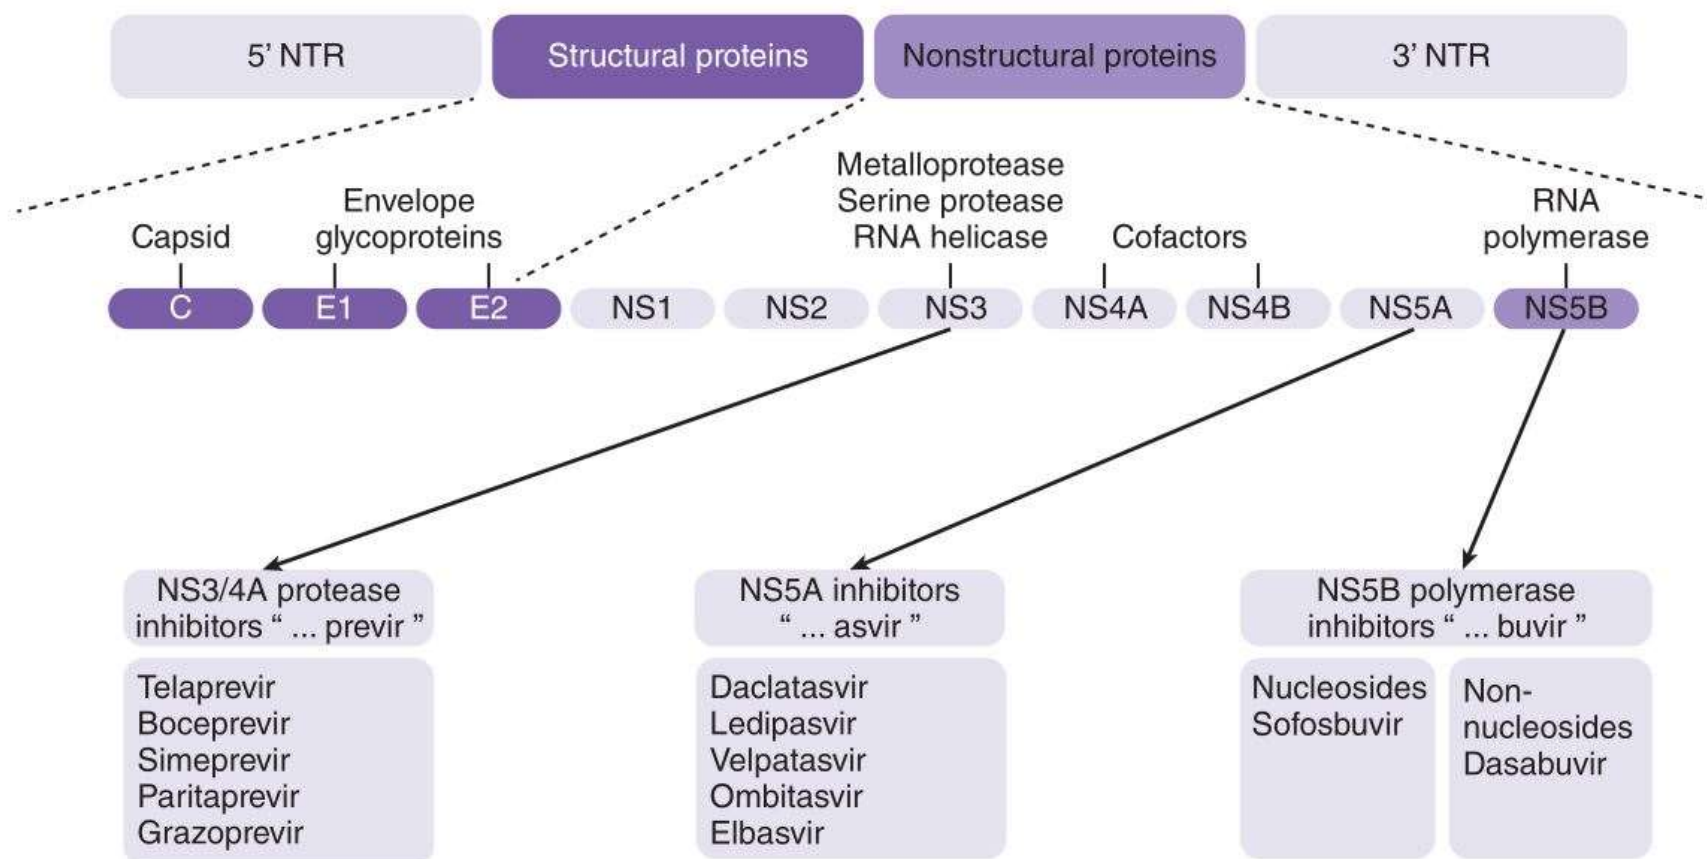 5’ NTR
Structural proteins
Nonstructural proteins
3’ NTR
Capsid
Envelope
glycoproteins
Metalloprotease
Serine protease
RNA helicase
Cofactors
RNA
polymerase
C
E1
E2
NS1
NS2
NS3
NS4A
NS4B
NS5A
NS5B
NS3/4A protease
inhibitors “ ... previr ”
Telaprevir
Boceprevir
Simeprevir
Paritaprevir
Grazoprevir
NS5A inhibitors
“ ... asvir ”
Daclatasvir
Ledipasvir
Velpatasvir
Ombitasvir
Elbasvir
NS5B polymerase
inhibitors “ ... buvir ”
Nucleosides
Sofosbuvir
Non-
nucleosides
Dasabuvir